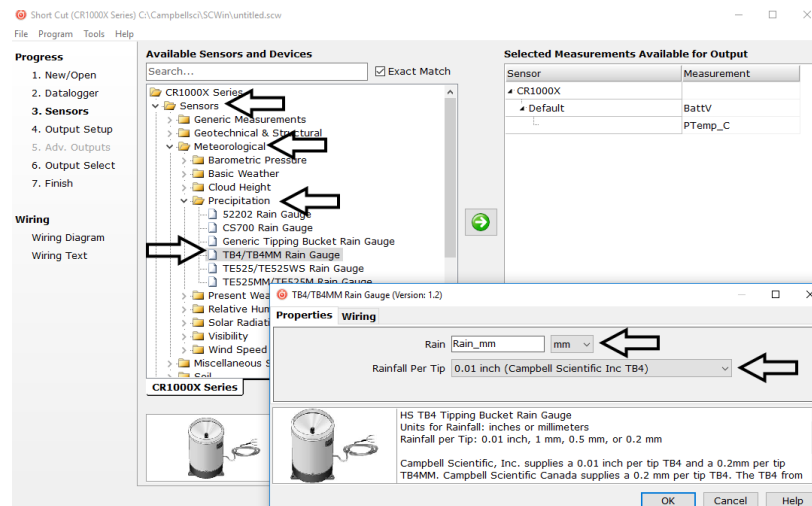 Short Cut (CR1000X Series) C:\Campbellsci\SCWin\untitled.scw
File Program Tools Help
Progress
1. New/Open
2. Datalogger
3. Sensors
4. Output Setup
5. Adv. Outputs
6. Output Select
7. Finish
Wiring
Wiring Diagram
Wiring Text
Available Sensors and Devices
Search...
Exact Match
CR1000X Series
Sensors
Generic Measurements
Geotechnical & Structural
Meteorological
Barometric Pressure
Basic Weather
Cloud Height
Precipitation
52202 Rain Gauge
CS700 Rain Gauge
Generic Tipping Bucket Rain Gauge
TB4/TB4MM Rain Gauge
TE525/TE525WS Rain Gauge
TE525MM/TE525M Rain Gauge
Present Wea
Relative Hum
Solar Radiati
Visibility
Wind Speed
Miscellaneous S
Soil
CR1000X Series
Selected Measurements Available for Output
Sensor Measurement
CR1000X
Default BattV
PTemp_C
TB4/TB4MM Rain Gauge (Version: 1.2)
Properties Wiring
Rain Rain_mm mm
Rainfall Per Tip 0.01 inch (Campbell Scientific Inc TB4)
HS TB4 Tipping Bucket Rain Gauge
Units for Rainfall: inches or millimeters
Rainfall per Tip: 0.01 inch, 1 mm, 0.5 mm, or 0.2 mm
Campbell Scientific, Inc. supplies a 0.01 inch per tip TB4 and a 0.2mm per tip
TB4MM. Campbell Scientific Canada supplies a 0.2 mm per tip TB4. The TB4 from
OK Cancel Help